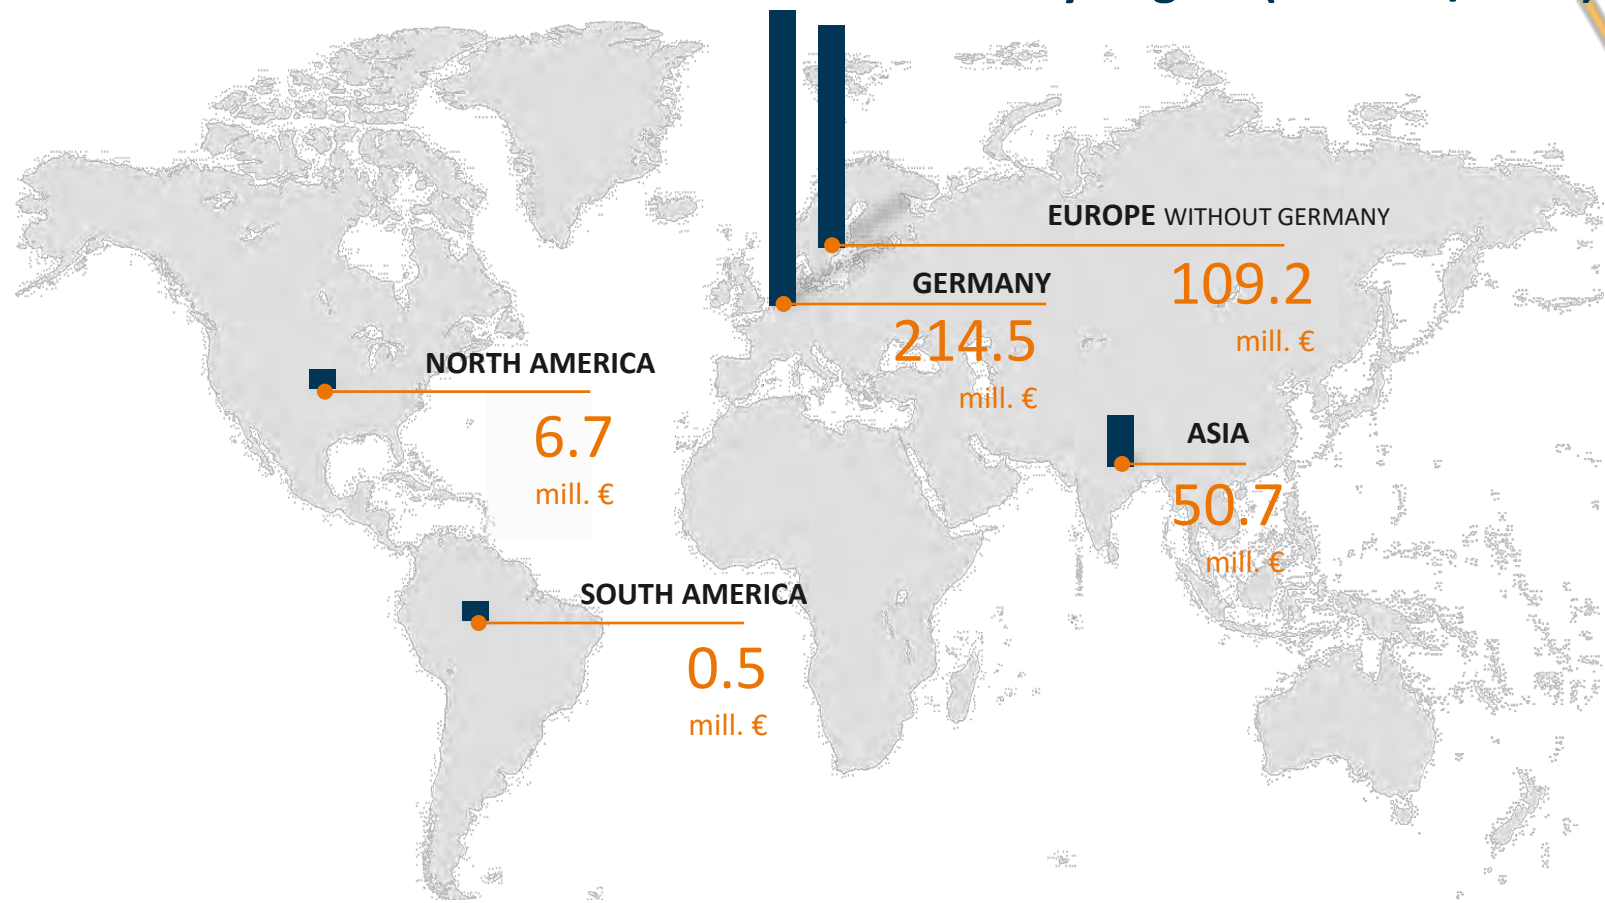 EUROPE WITHOUT GERMANY
109.2
mill. €
GERMANY
214.5
mill. €
NORTH AMERICA
6.7
mill. €
ASIA
50.7
mill. €
SOUTH AMERICA
0.5
mill. €